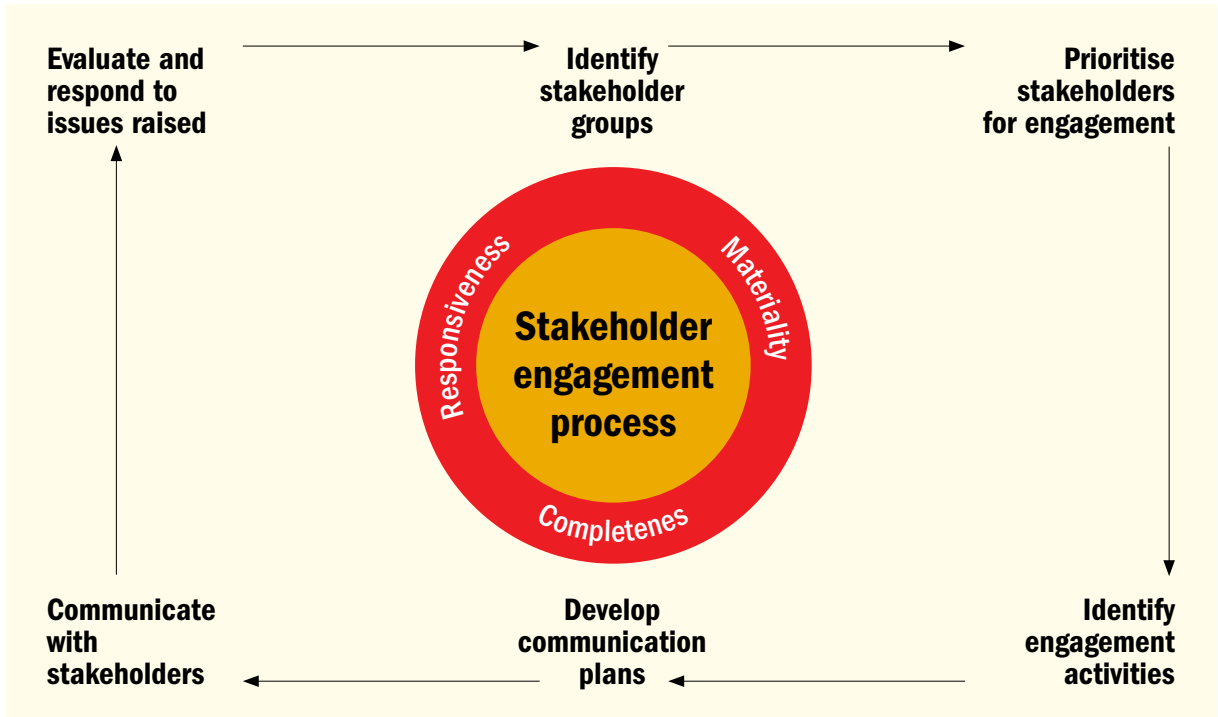 Evaluate and
respond to
issues raised
Identify
stakeholder
groups
Prioritise
stakeholders
for engagement
Responsiveness
Materiality
Stakeholder
engagement
process
Completenes
Communicate
with
stakeholders
Develop
communication
plans
Identify
engagement
activities